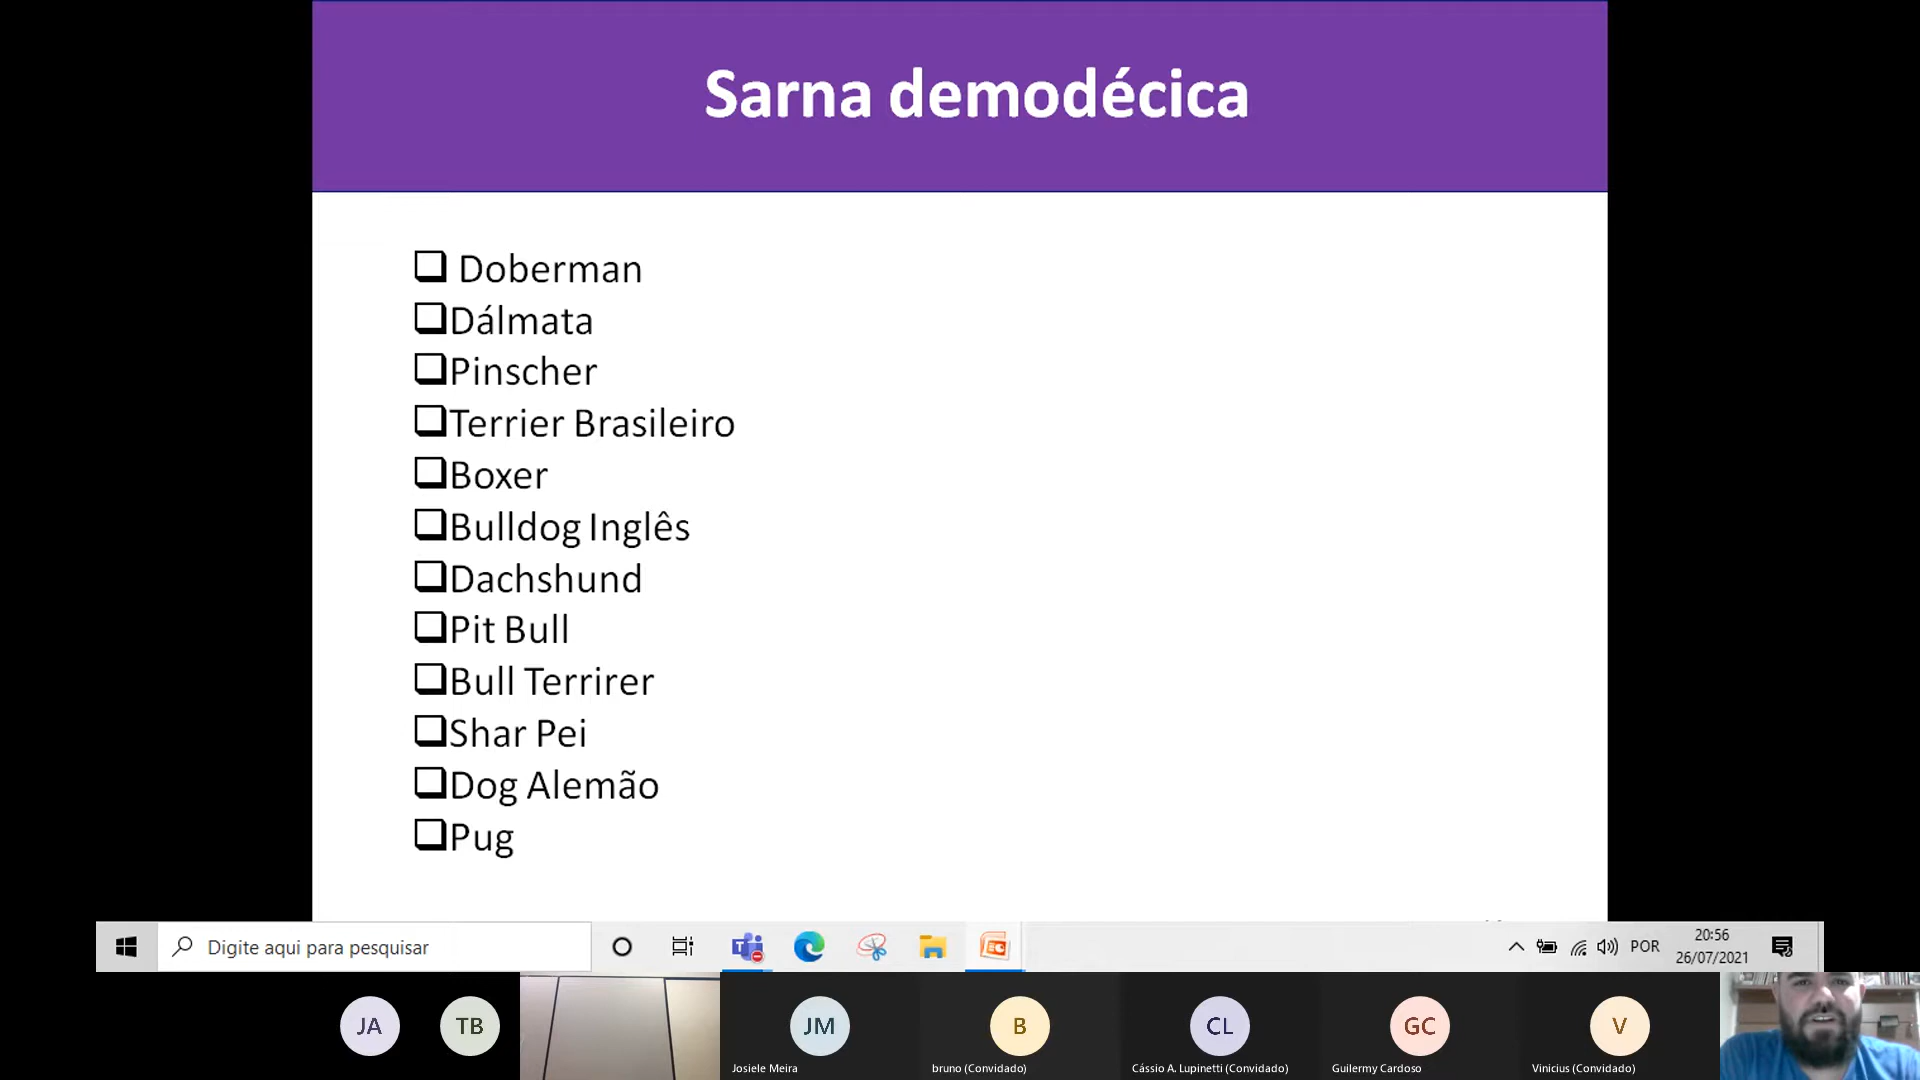 Sarna demodécica
Doberman
Dálmata
Pinscher
Terrier Brasileiro
Boxer
Bulldog Inglês
Dachshund
Pit Bull
Bull Terrirer
Shar Pei
Dog Alemão
Pug
Digite aqui para pesquisar
POR
20:56
26/07/2021
JA
TB
JM
B
CL
GC
V
Josiele Meira
bruno (Convidado)
Cássio A. Lupinetti (Convidado)
Guilermy Cardoso
Vinicius (Convidado)